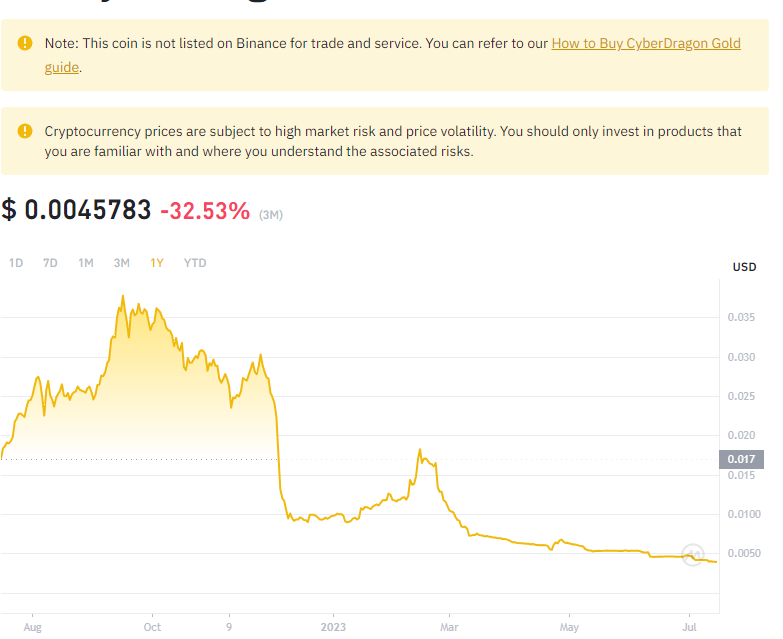 Note: This coin is not listed on Binance for trade and service. You can refer to our How to Buy CyberDragon Gold
guide.
Cryptocurrency prices are subject to high market risk and price volatility. You should only invest in products that
you are familiar with and where you understand the associated risks.
$ 0.0045783 -32.53% (3M)
1D 7D 1M 3M 1Y YTD
USD
0.035
0.030
0.025
0.020
0.017
0.015
0.0100
0.0050
Aug Oct 9 2023 Mar May Jul